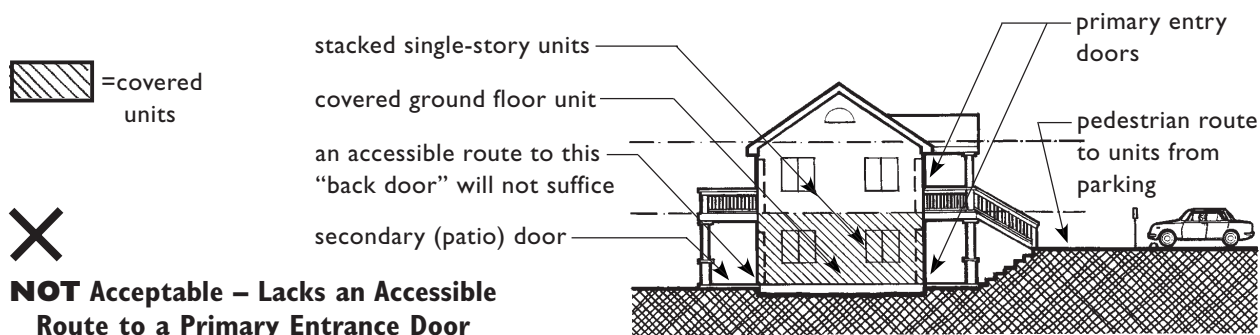 =covered
units
NOT Acceptable – Lacks an Accessible
Route to a Primary Entrance Door
stacked single-story units
covered ground floor unit
an accessible route to this
“back door” will not suffice
secondary (patio) door
primary entry
doors
pedestrian route
to units from
parking